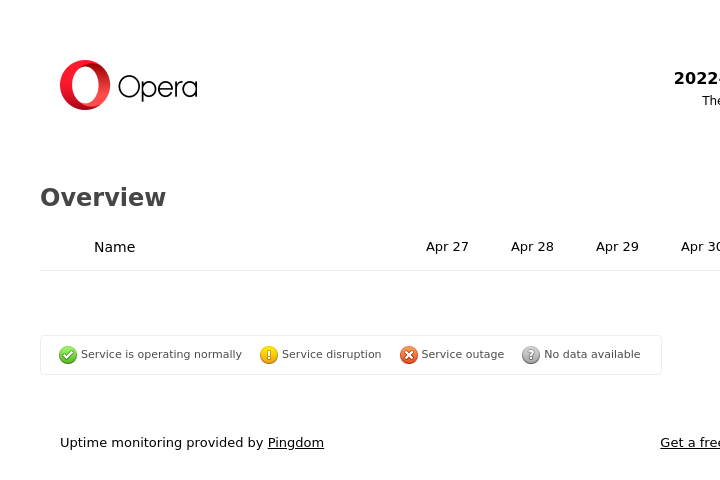 Opera
2022
The
Overview
Name Apr 27 Apr 28 Apr 29 Apr 30
Service is operating normally Service disruption Service outage No data available
Uptime monitoring provided by Pingdom
Get a free